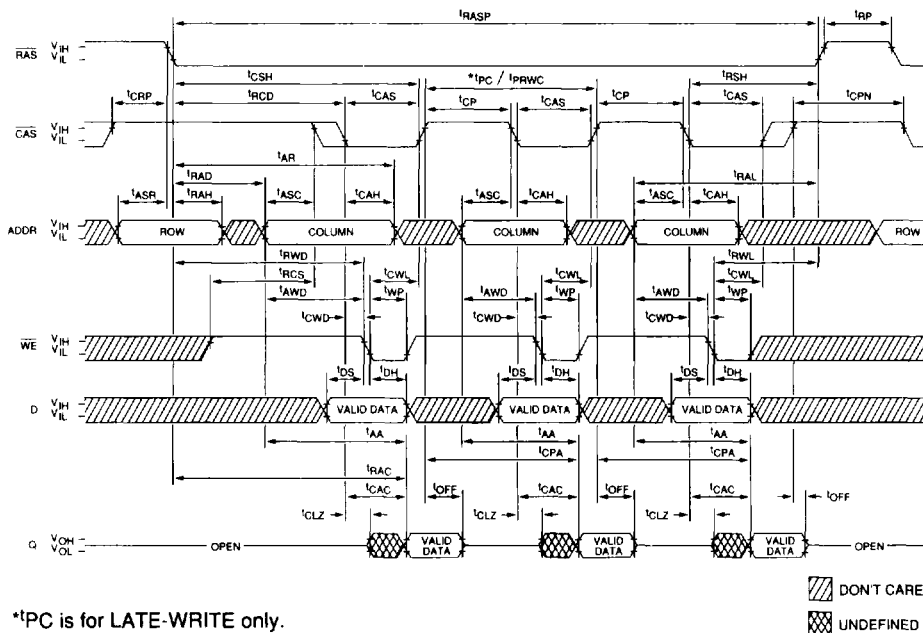 tRASP
tRP
RAS VIH
VIL
tCSH
*tPC / tPRWC
tRSH
tCRP
tRCD
tCAS
tCP
tCAS
tCP
tCAS
tCPN
CAS VIH
VIL
tAR
tRAD
tRAL
tASR
tRAH
tASC
tCAH
tASC
tCAH
tASC
tCAH
ADDR VIH
VIL
ROW
COLUMN
COLUMN
COLUMN
ROW
tRWD
tRWL
tRCS
tCWL
tCWL
tCWL
tAWD
tWP
tAWD
tWP
tAWD
tWP
tCWD
tCWD
tCWD
WE VIH
VIL
tDS
tDH
tDS
tDH
tDS
tDH
D VIH
VIL
VALID DATA
VALID DATA
VALID DATA
tAA
tAA
tAA
tCPA
tCPA
tRAC
tCAC
tOFF
tCAC
tOFF
tCAC
tOFF
tCLZ
tCLZ
tCLZ
Q VOH
VOL
OPEN
VALID
DATA
VALID
DATA
VALID
DATA
OPEN
DON'T CARE
UNDEFINED
*tPC is for LATE-WRITE only.